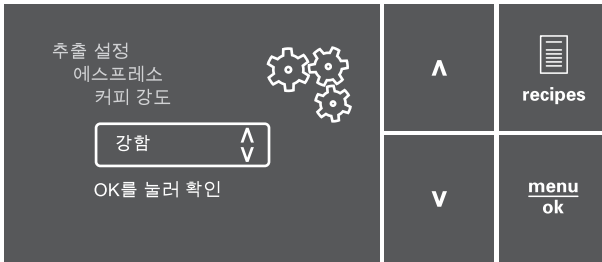 추출 설정
에스프레소
커피 강도
강함
OK를 눌러 확인
recipes
menu
ok